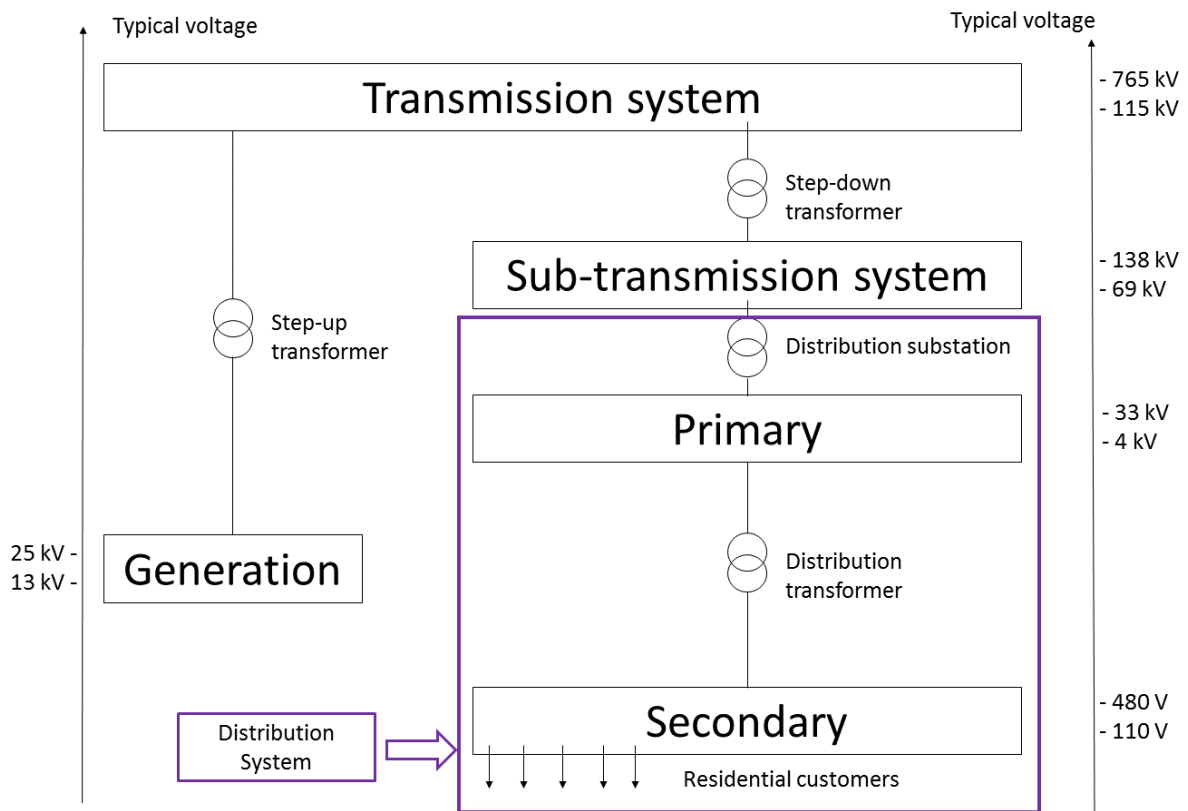 Typical voltage
Typical voltage
Transmission system
- 765 kV
- 115 kV
Step-down
transformer
Sub-transmission system
- 138 kV
- 69 kV
Step-up
transformer
Distribution substation
Primary
- 33 kV
- 4 kV
25 kV -
13 kV -
Generation
Distribution
transformer
Secondary
- 480 V
- 110 V
Distribution
System
Residential customers